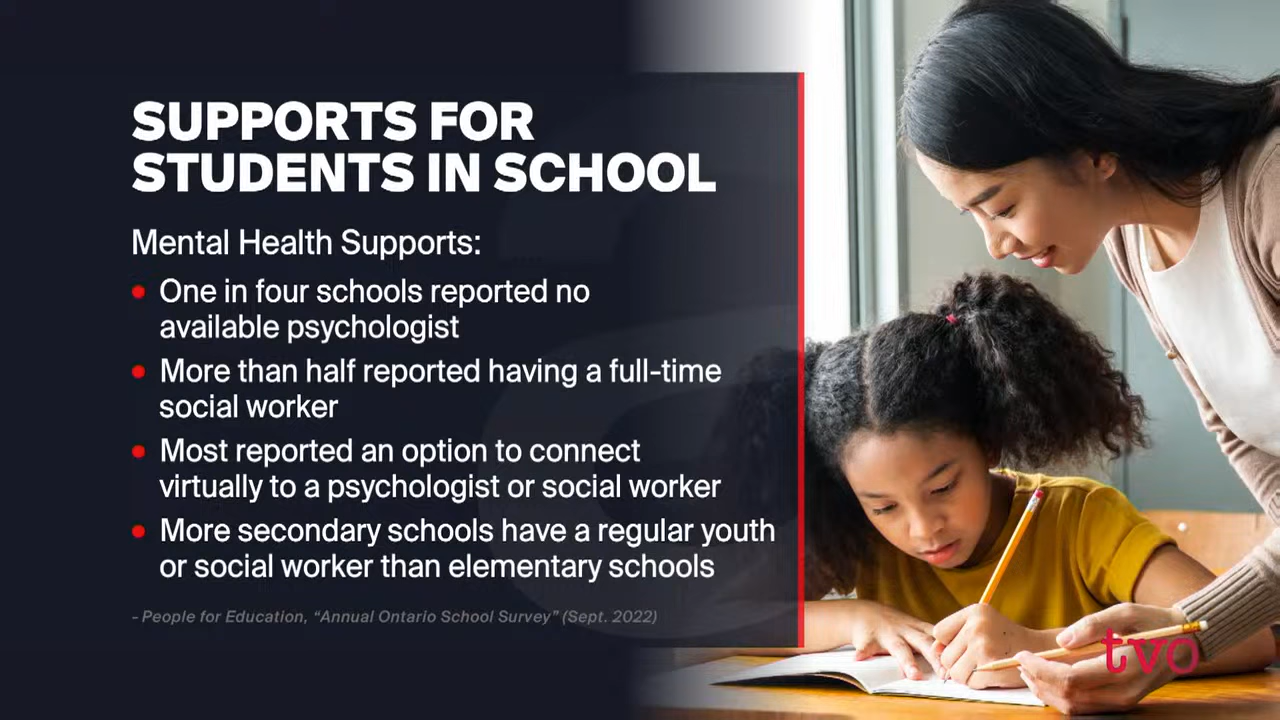 SUPPORTS FOR
STUDENTS IN SCHOOL
Mental Health Supports:
• One in four schools reported no
available psychologist
• More than half reported having a full-time
social worker
• Most reported an option to connect
virtually to a psychologist or social worker
• More secondary schools have a regular youth
or social worker than elementary schools
- People for Education, “Annual Ontario School Survey” (Sept. 2022)
tvo